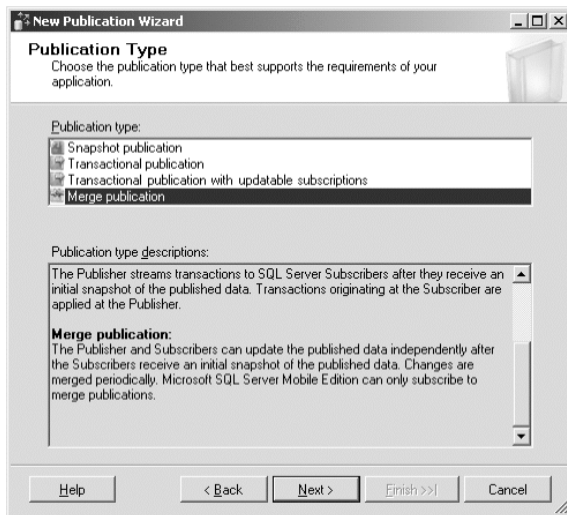 New Publication Wizard
Publication Type
Choose the publication type that best supports the requirements of your
application.
Publication type:
Snapshot publication
Transactional publication
Transactional publication with updatable subscriptions
Merge publication
Publication type descriptions:
The Publisher streams transactions to SQL Server Subscribers after they receive an
initial snapshot of the published data. Transactions originating at the Subscriber are
applied at the Publisher.
Merge publication:
The Publisher and Subscribers can update the published data independently after
the Subscribers receive an initial snapshot of the published data. Changes are
merged periodically. Microsoft SQL Server Mobile Edition can only subscribe to
merge publications.
Help
< Back
Next >
Finish >>|
Cancel